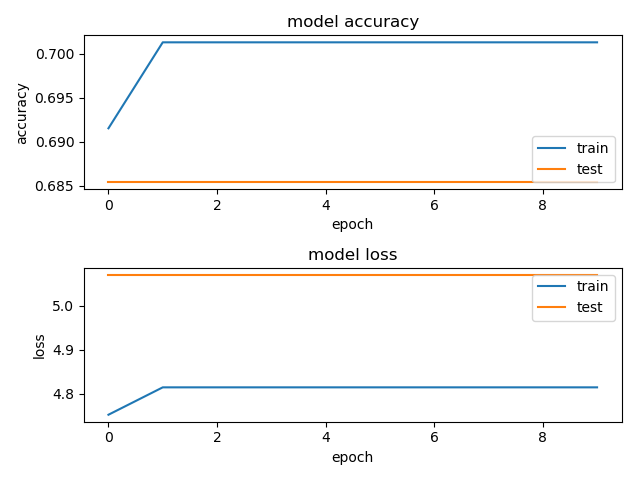 model accuracy
0.700
0.695
0.690
0.685
accuracy
train
test
0 2 4 6 8
epoch
model loss
5.0
4.9
4.8
loss
train
test
0 2 4 6 8
epoch